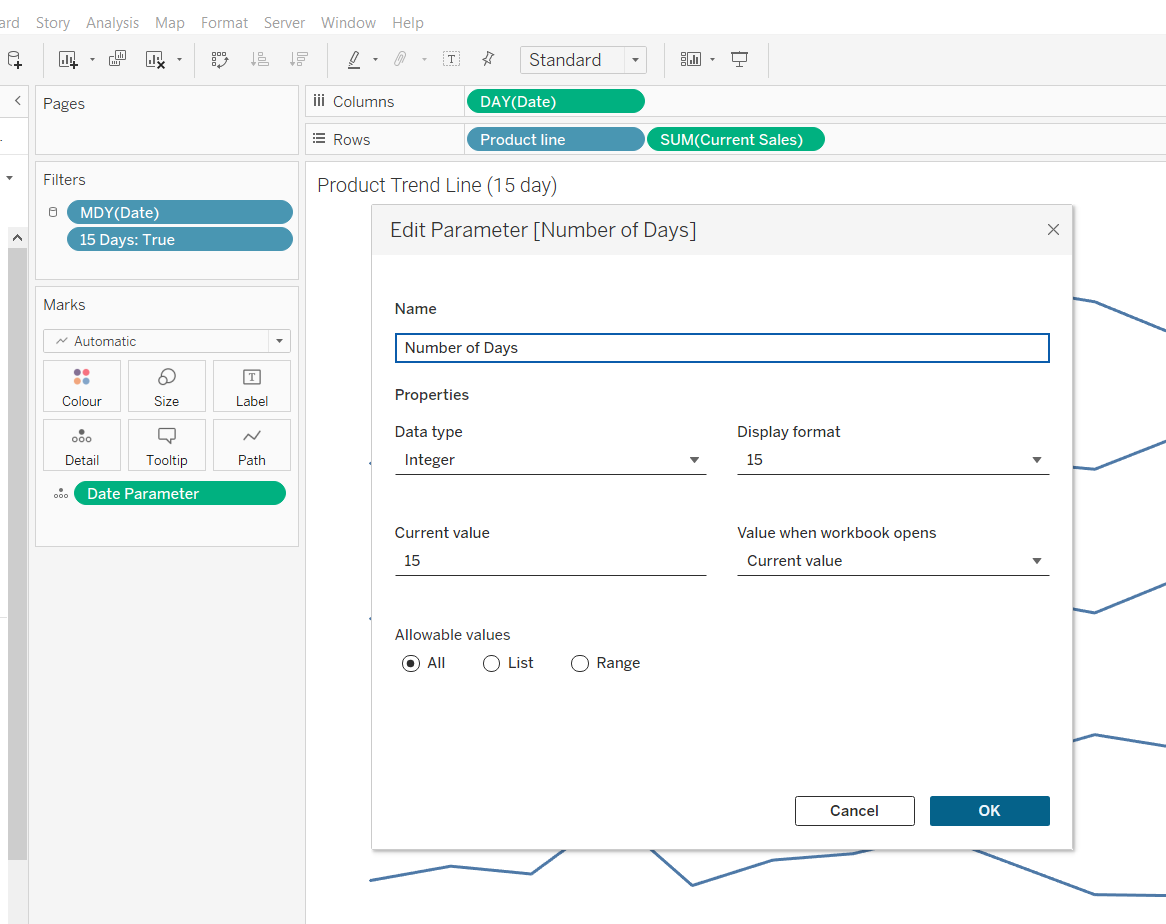 ard Story Analysis Map Format Server Window Help
Standard
Pages
Columns DAY(Date)
Rows Product line SUM(Current Sales)
Filters
MDY(Date)
15 Days: True
Product Trend Line (15 day)
Marks
Automatic
Colour Size Label
Detail Tooltip Path
Date Parameter
Edit Parameter [Number of Days]
Name
Number of Days
Properties
Data type Display format
Integer 15
Current value Value when workbook opens
15 Current value
Allowable values
All List Range
Cancel OK